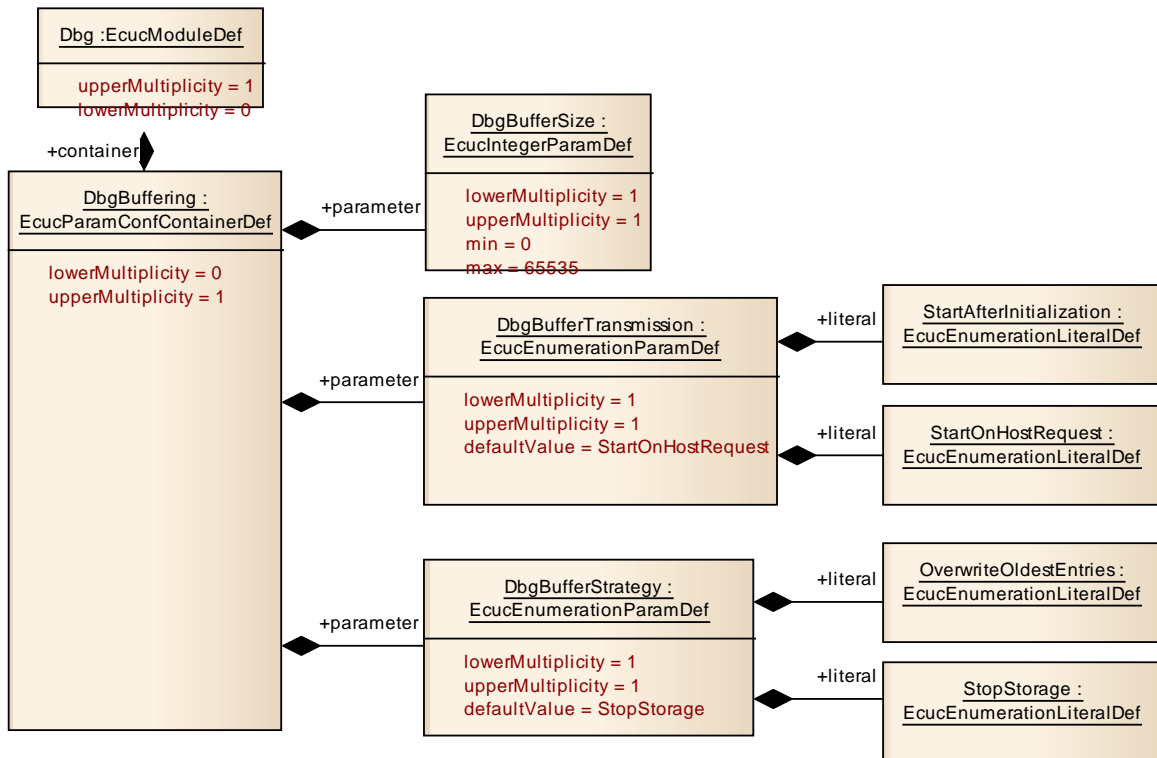 Dbg :EcucModuleDef
upperMultiplicity = 1
lowerMultiplicity = 0
+container
DbgBuffering :
EcucParamConfContainerDef
lowerMultiplicity = 0
upperMultiplicity = 1
+parameter
DbgBufferSize :
EcucIntegerParamDef
lowerMultiplicity = 1
upperMultiplicity = 1
min = 0
max = 65535
+parameter
DbgBufferTransmission :
EcucEnumerationParamDef
lowerMultiplicity = 1
upperMultiplicity = 1
defaultValue = StartOnHostRequest
+literal
StartAfterInitialization :
EcucEnumerationLiteralDef
+literal
StartOnHostRequest :
EcucEnumerationLiteralDef
+parameter
DbgBufferStrategy :
EcucEnumerationParamDef
lowerMultiplicity = 1
upperMultiplicity = 1
defaultValue = StopStorage
+literal
OverwriteOldestEntries :
EcucEnumerationLiteralDef
+literal
StopStorage :
EcucEnumerationLiteralDef